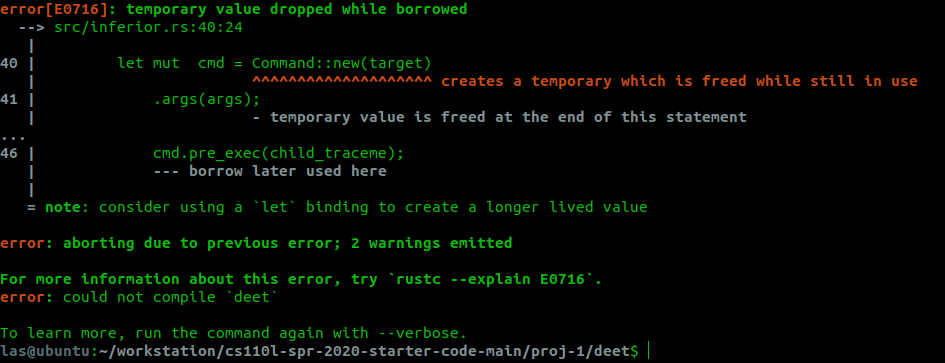 error[E0716]: temporary value dropped while borrowed
  --> src/inferior.rs:40:24
   |
40 |         let mut  cmd = Command::new(target)
   |                        ^^^^^^^^^^^^^^^^^^^^ creates a temporary which is freed while still in use
41 |             .args(args);
   |                        - temporary value is freed at the end of this statement
...
46 |             cmd.pre_exec(child_traceme);
   |             --- borrow later used here
   |
   = note: consider using a `let` binding to create a longer lived value

error: aborting due to previous error; 2 warnings emitted

For more information about this error, try `rustc --explain E0716`.
error: could not compile `deet`

To learn more, run the command again with --verbose.
las@ubuntu:~/workstation/cs110l-spr-2020-starter-code-main/proj-1/deet$